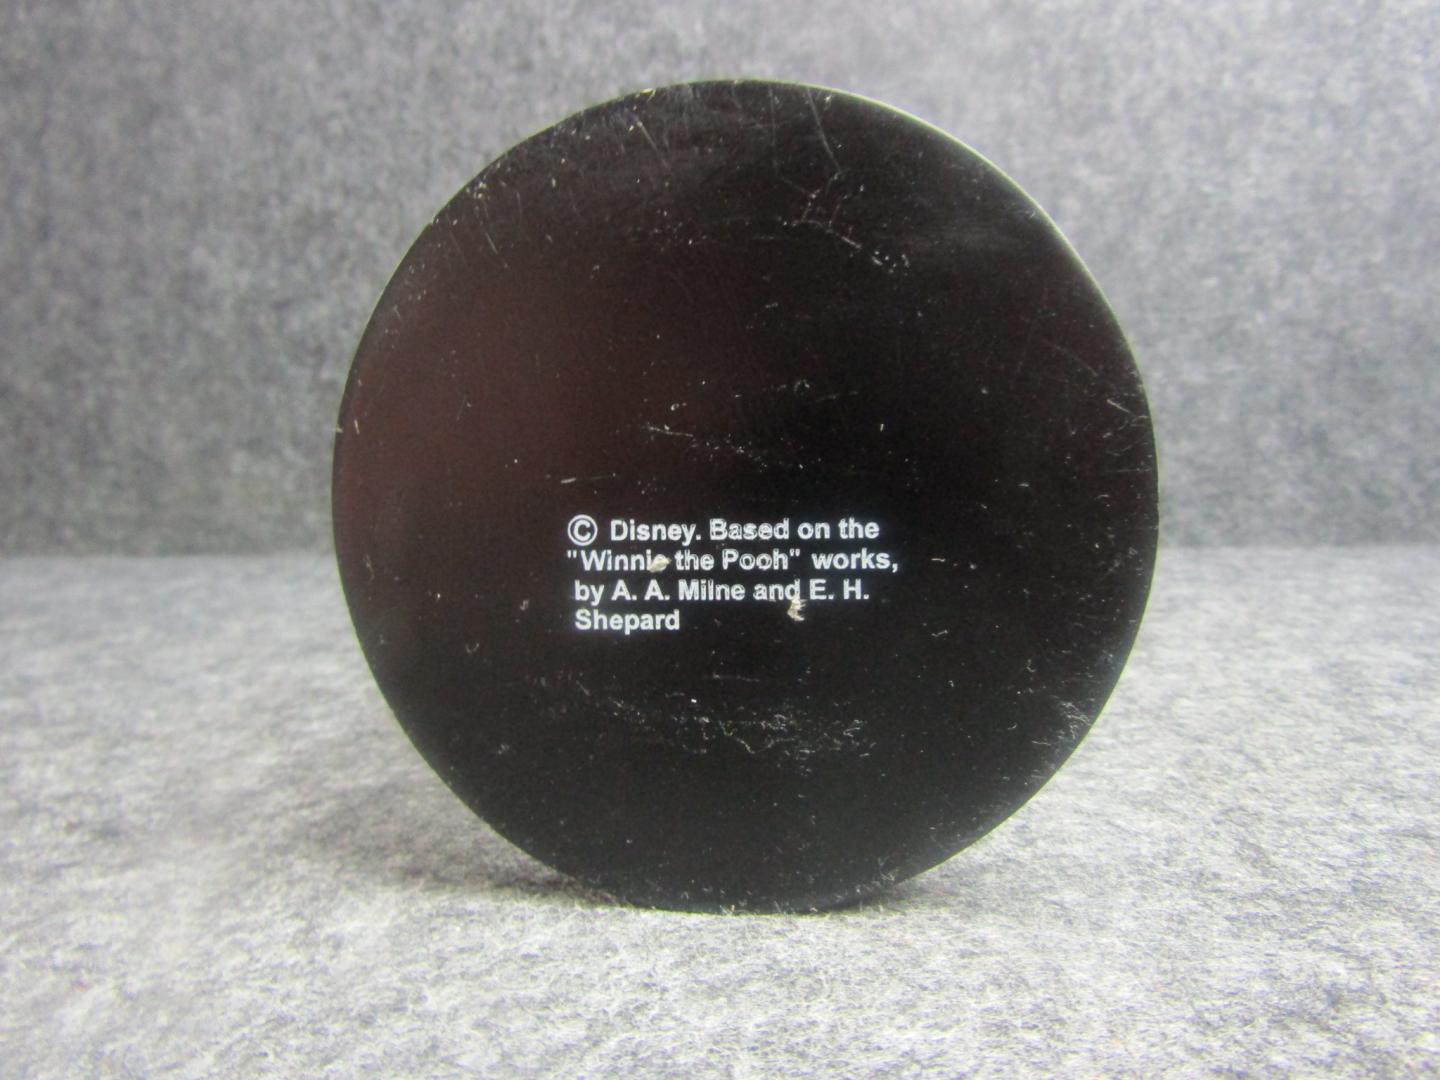 © Disney. Based on the
"Winnie the Pooh" works,
by A. A. Milne and E. H.
Shepard